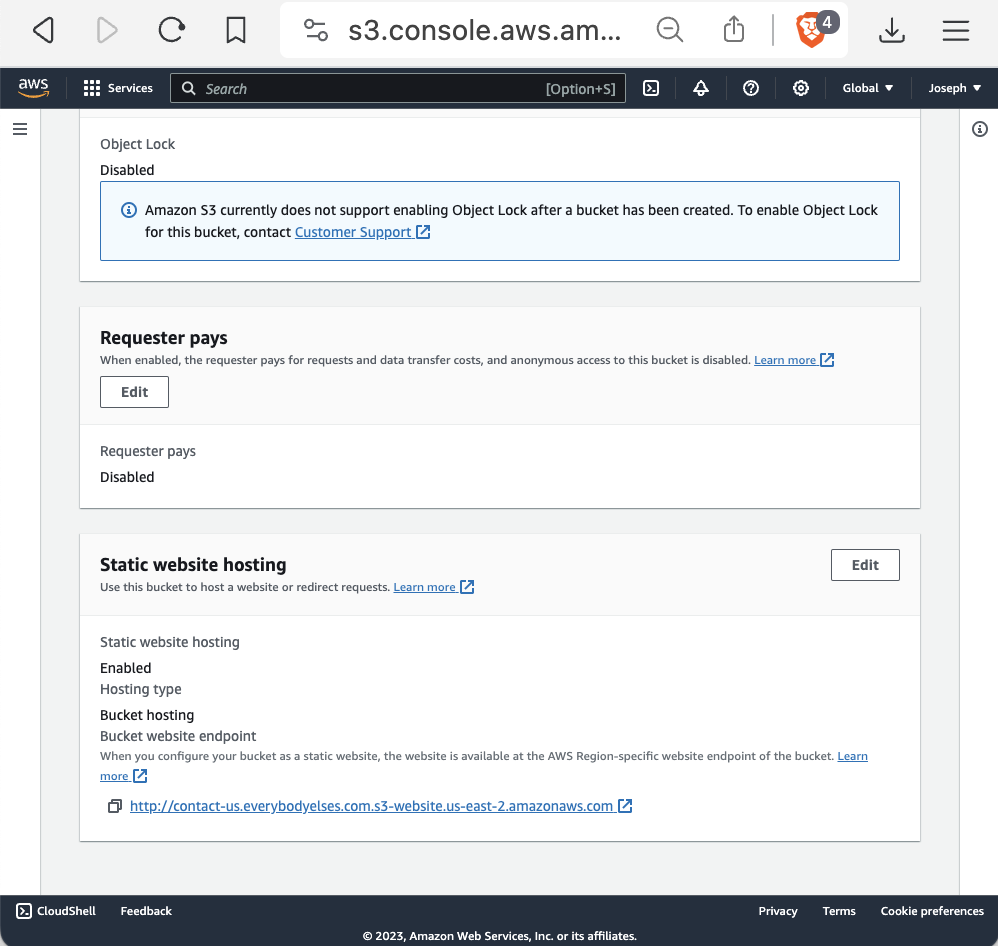 s3.console.aws.am...
4
aws
Services
Search
[Option+S]
Global
Joseph
Object Lock
Disabled
Amazon S3 currently does not support enabling Object Lock after a bucket has been created. To enable Object Lock
for this bucket, contact Customer Support
Requester pays
When enabled, the requester pays for requests and data transfer costs, and anonymous access to this bucket is disabled. Learn more
Edit
Requester pays
Disabled
Static website hosting
Edit
Use this bucket to host a website or redirect requests. Learn more
Static website hosting
Enabled
Hosting type
Bucket hosting
Bucket website endpoint
When you configure your bucket as a static website, the website is available at the AWS Region-specific website endpoint of the bucket. Learn
more
http://contact-us.everybodyelses.com.s3-website.us-east-2.amazonaws.com
CloudShell
Feedback
Privacy
Terms
Cookie preferences
© 2023, Amazon Web Services, Inc. or its affiliates.